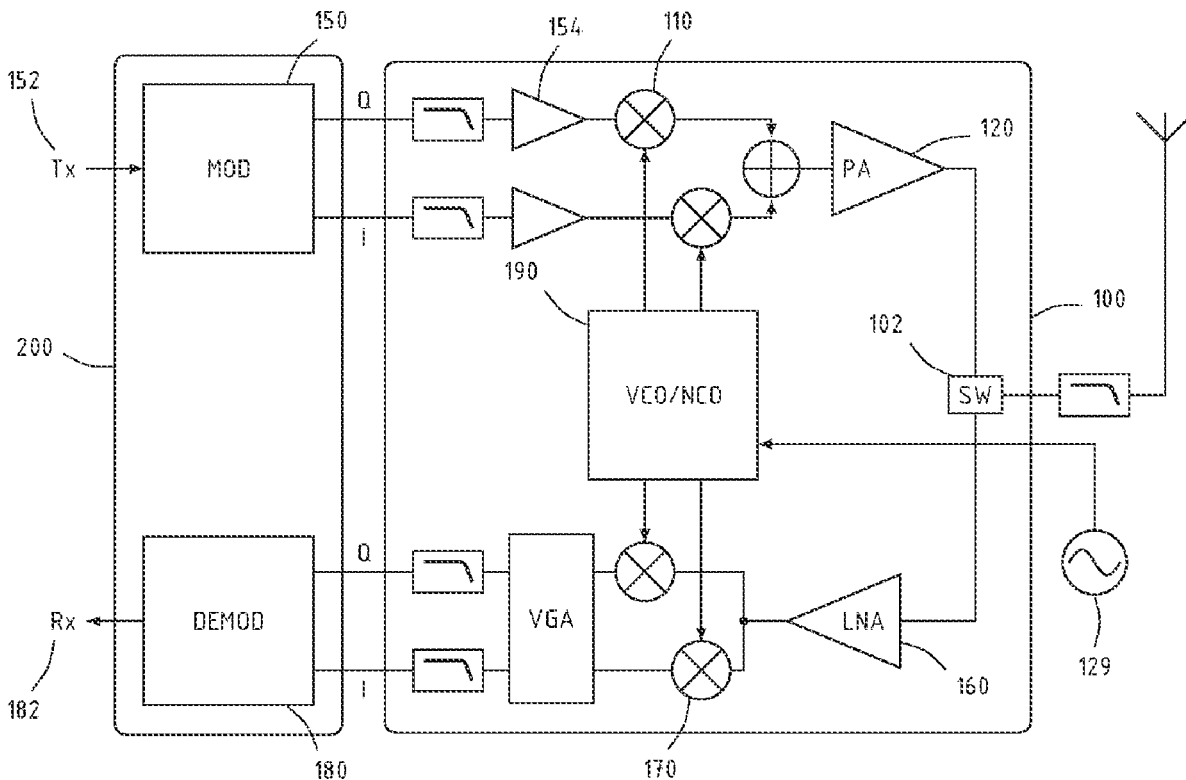 150
154
110
152
Q
120
Tx
MOD
PA
I
190
100
102
200
VCO/NCO
SW
Q
Rx
DEMOD
VGA
LNA
129
182
I
160
180
170